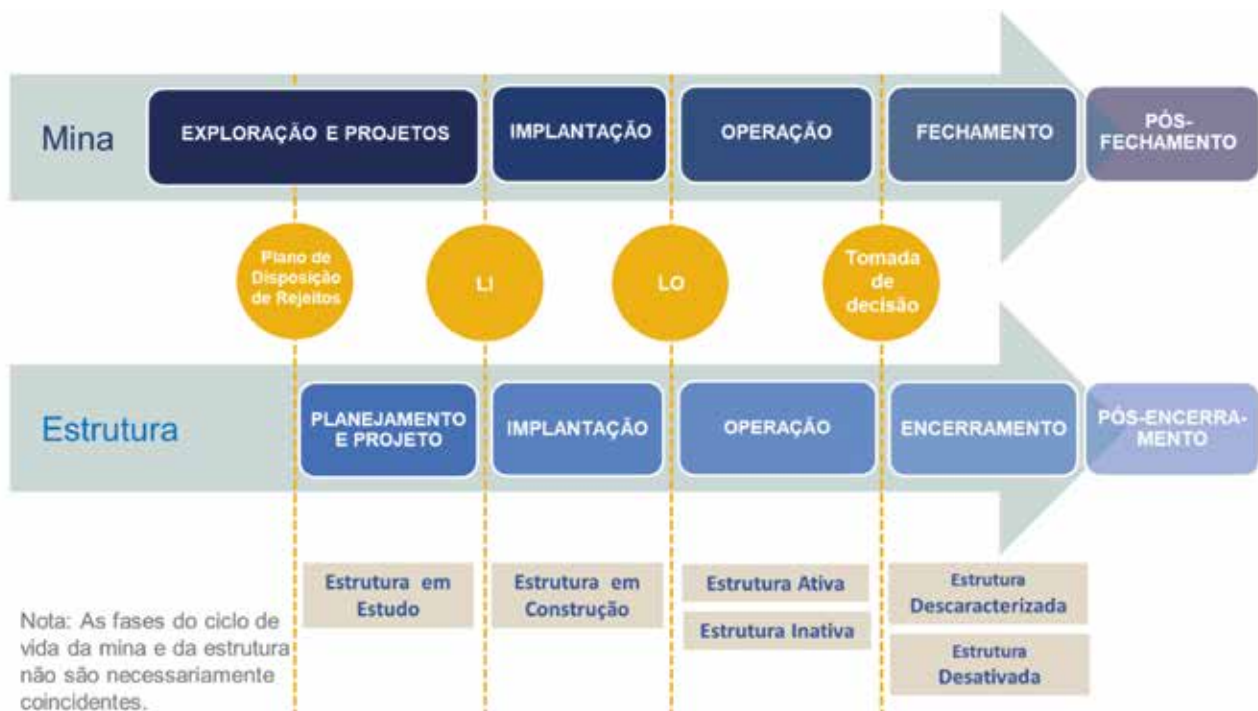 Mina
EXPLORAÇÃO E PROJETOS
IMPLANTAÇÃO
OPERAÇÃO
FECHAMENTO
PÓS-
FECHAMENTO
Plano de
Disposição
de Rejeitos
LI
LO
Tomada
de
decisão
Estrutura
PLANEJAMENTO
E PROJETO
IMPLANTAÇÃO
OPERAÇÃO
ENCERRAMENTO
PÓS-ENCERRA-
MENTO
Estrutura em
Estudo
Estrutura em
Construção
Estrutura Ativa
Estrutura Inativa
Estrutura
Descaracterizada
Estrutura
Desativada
Nota: As fases do ciclo de
vida da mina e da estrutura
não são necessariamente
coincidentes.